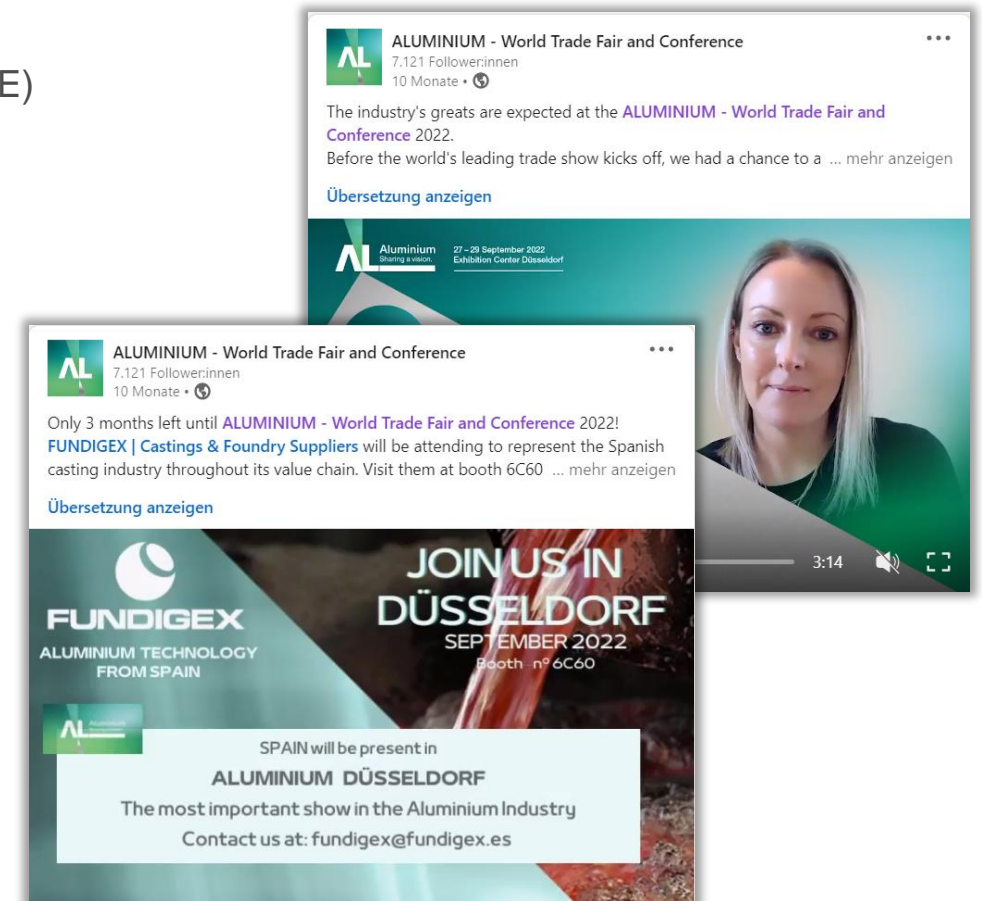 E)
ALUMINIUM - World Trade Fair and Conference
7.121 Follower:innen
10 Monate •
The industry's greats are expected at the ALUMINIUM - World Trade Fair and
Conference 2022.
Before the world's leading trade show kicks off, we had a chance to a ... mehr anzeigen
Übersetzung anzeigen
AL Aluminium
Sharing a vision.
27 – 29 September 2022
Exhibition Center Düsseldorf
3:14
ALUMINIUM - World Trade Fair and Conference
7.121 Follower:innen
10 Monate •
Only 3 months left until ALUMINIUM - World Trade Fair and Conference 2022!
FUNDIGEX | Castings & Foundry Suppliers will be attending to represent the Spanish
casting industry throughout its value chain. Visit them at booth 6C60 ... mehr anzeigen
Übersetzung anzeigen
FUNDIGEX
ALUMINIUM TECHNOLOGY
FROM SPAIN
JOIN US IN
DÜSSELDORF
SEPTEMBER 2022
Booth nº 6C60
AL
SPAIN will be present in
ALUMINIUM DÜSSELDORF
The most important show in the Aluminium Industry
Contact us at: fundigex@fundigex.es